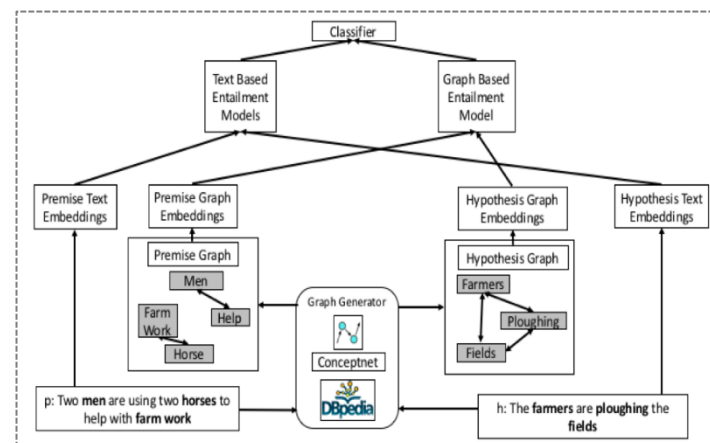 Classifier
Text Based
Entailment
Models
Graph Based
Entailment
Model
Premise Text
Embeddings
Premise Graph
Embeddings
Hypothesis Graph
Embeddings
Hypothesis Text
Embeddings
Premise Graph
Men
Help
Farm
Work
Horse
Graph Generator
Conceptnet
DBpedia
Hypothesis Graph
Farmers
Ploughing
Fields
p: Two men are using two horses to
help with farm work
h: The farmers are ploughing the
fields